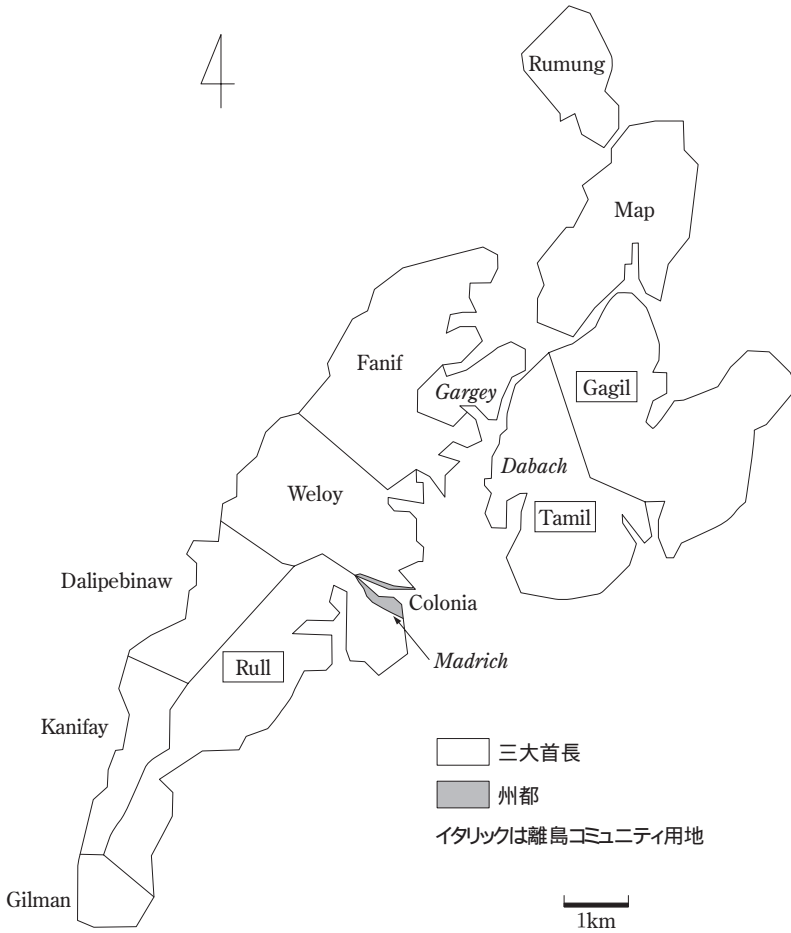 Rumung
Map
Fanif
Gargey
Gagil
Dabach
Weloy
Tamil
Dalipebinaw
Colonia
Rull
Madrich
Kanifay
三大首長
州都
イタリックは離島コミュニティ用地
Gilman
1km